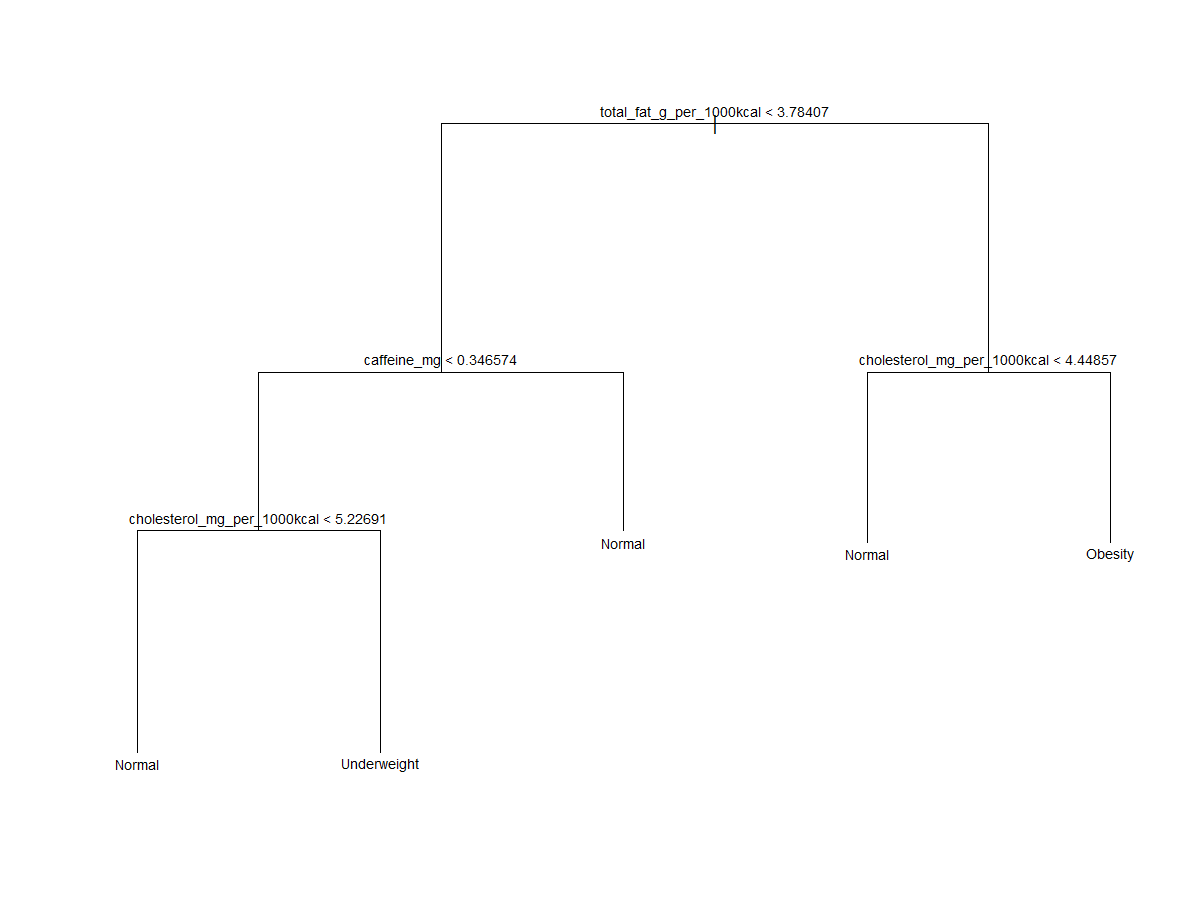 total_fat_g_per_1000kcal < 3.78407
caffeine_mg < 0.346574
cholesterol_mg_per_1000kcal < 4.44857
cholesterol_mg_per_1000kcal < 5.22691
Normal
Normal
Obesity
Normal
Underweight